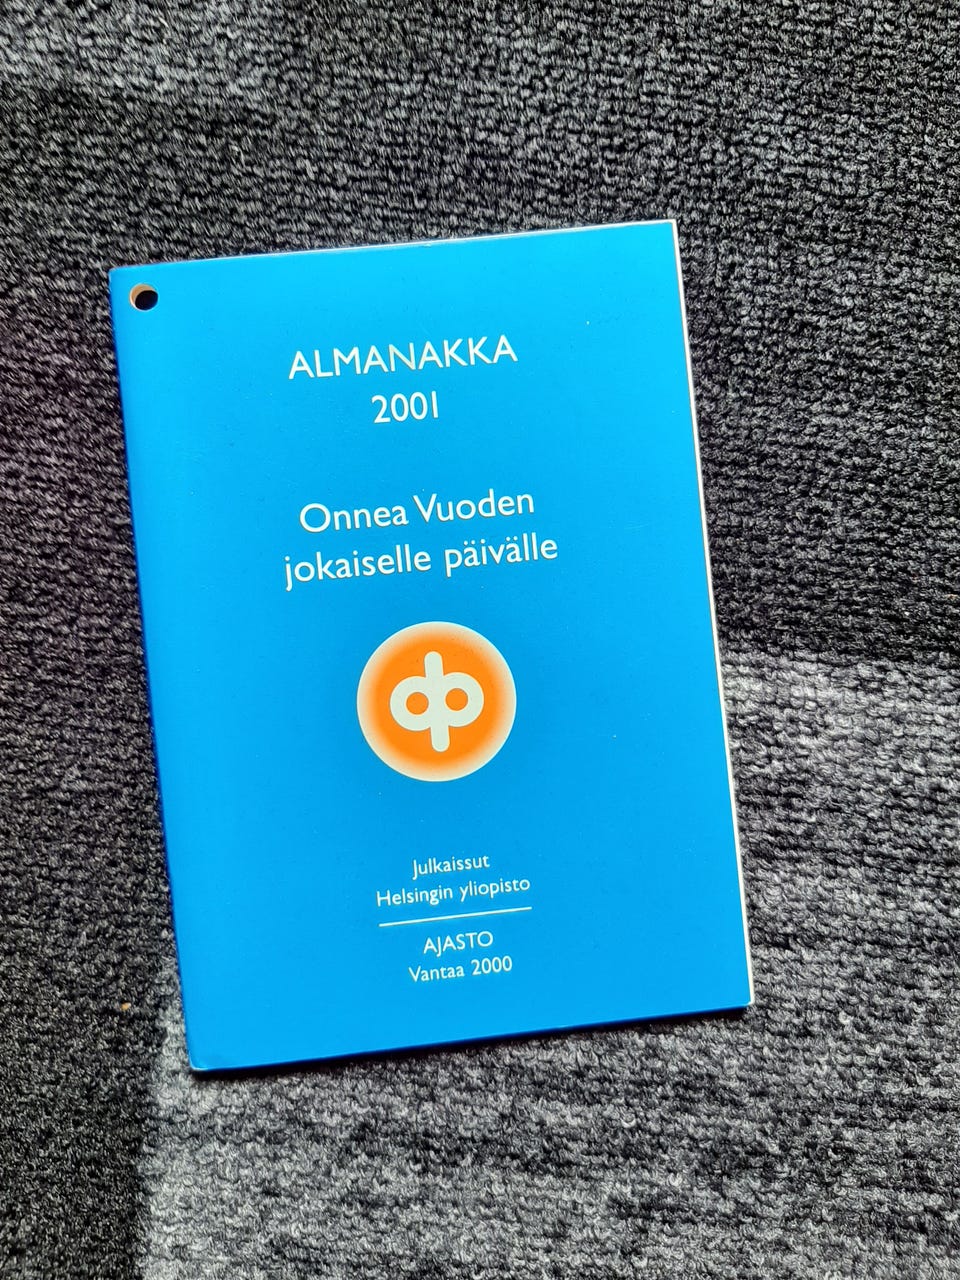 ALMANAKKA
2001
Onnea Vuoden
jokaiselle päivälle
Julkaissut
Helsingin yliopisto
AJASTO
Vantaa 2000